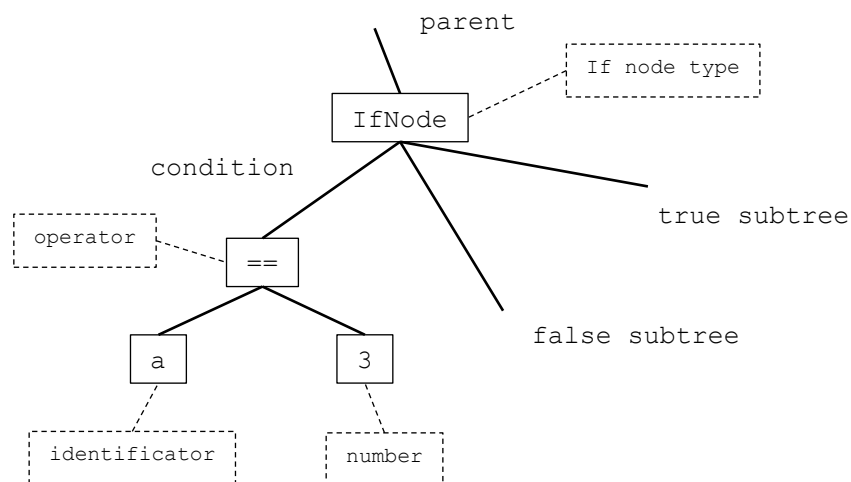 parent
If node type
IfNode
condition
true subtree
operator
==
false subtree
a
3
identificator
number